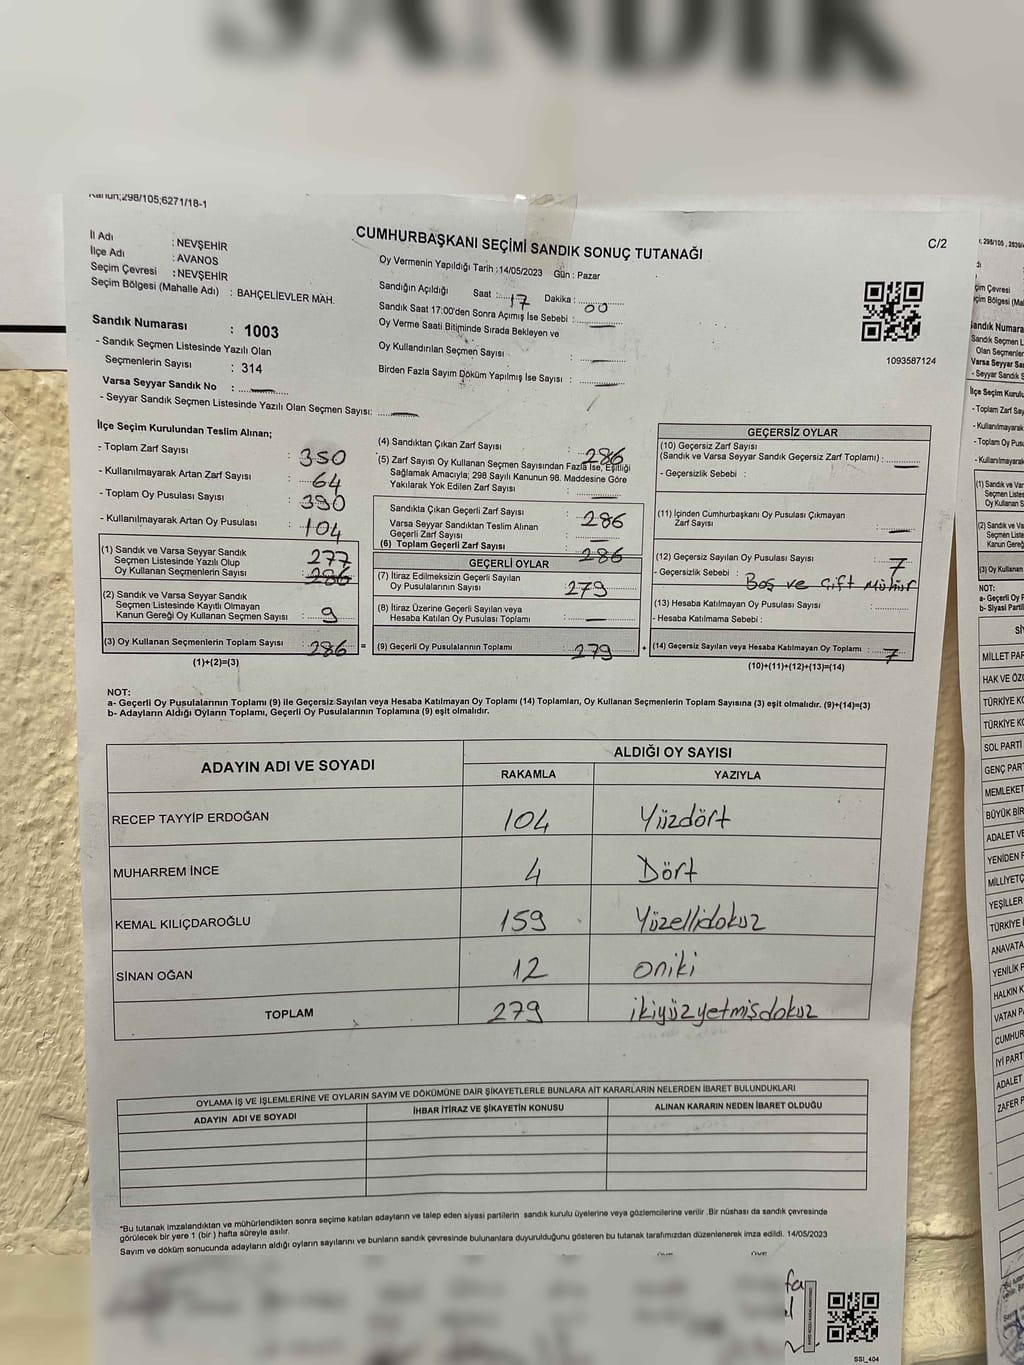 SANDIK
Kanun;298/105;6271/18-1
CUMHURBAŞKANI SEÇİMİ SANDIK SONUÇ TUTANAĞI
C/2
İl Adı : NEVŞEHİR
İlçe Adı : AVANOS
Seçim Çevresi : NEVŞEHİR
Seçim Bölgesi (Mahalle Adı) : BAHÇELİEVLER MAH.
Oy Vermenin Yapıldığı Tarih :14/05/2023 Gün : Pazar
Sandığın Açıldığı Saat :.... 17 Dakika : 00
Sandık Saat 17:00'den Sonra Açımış İse Sebebi : —
Oy Verme Saati Bitiminde Sırada Bekleyen ve
Oy Kullandırılan Seçmen Sayısı : —
Birden Fazla Sayım Döküm Yapılmış İse Sayısı : —
1093587124
Sandık Numarası : 1003
- Sandık Seçmen Listesinde Yazılı Olan
Seçmenlerin Sayısı : 314
Varsa Seyyar Sandık No : —
- Seyyar Sandık Seçmen Listesinde Yazılı Olan Seçmen Sayısı: —
İlçe Seçim Kurulundan Teslim Alınan;
- Toplam Zarf Sayısı : 350
- Kullanılmayarak Artan Zarf Sayısı : 64
- Toplam Oy Pusulası Sayısı : 390
- Kullanılmayarak Artan Oy Pusulası : 104
(1) Sandık ve Varsa Seyyar Sandık
Seçmen Listesinde Yazılı Olup
Oy Kullanan Seçmenlerin Sayısı : 277
286
(2) Sandık ve Varsa Seyyar Sandık
Seçmen Listesinde Kayıtlı Olmayan
Kanun Gereği Oy Kullanan Seçmen Sayısı : 9
(3) Oy Kullanan Seçmenlerin Toplam Sayısı : 286
(1)+(2)=(3)
(4) Sandıktan Çıkan Zarf Sayısı : 286
(5) Zarf Sayısı Oy Kullanan Seçmen Sayısından Fazla İse, Eşitliği
Sağlamak Amacıyla; 298 Sayılı Kanunun 98. Maddesine Göre
Yakılarak Yok Edilen Zarf Sayısı : —
Sandıkta Çıkan Geçerli Zarf Sayısı : 286
Varsa Seyyar Sandıktan Teslim Alınan
Geçerli Zarf Sayısı : —
(6) Toplam Geçerli Zarf Sayısı : 286
GEÇERLİ OYLAR
(7) İtiraz Edilmeksizin Geçerli Sayılan
Oy Pusulalarının Sayısı : 279
(8) İtiraz Üzerine Geçerli Sayılan veya
Hesaba Katılan Oy Pusulası Toplamı : —
(9) Geçerli Oy Pusulalarının Toplamı : 279
GEÇERSİZ OYLAR
(10) Geçersiz Zarf Sayısı
(Sandık ve Varsa Seyyar Sandık Geçersiz Zarf Toplamı) : —
- Geçersizlik Sebebi :
(11) İçinden Cumhurbaşkanı Oy Pusulası Çıkmayan
Zarf Sayısı : —
(12) Geçersiz Sayılan Oy Pusulası Sayısı : 7
- Geçersizlik Sebebi : Boş ve Çift Mühür
(13) Hesaba Katılmayan Oy Pusulası Sayısı :
- Hesaba Katılmama Sebebi :
(14) Geçersiz Sayılan veya Hesaba Katılmayan Oy Toplamı : 7
(10)+(11)+(12)+(13)=(14)
NOT:
a- Geçerli Oy Pusulalarının Toplamı (9) ile Geçersiz Sayılan veya Hesaba Katılmayan Oy Toplamı (14) Toplamları, Oy Kullanan Seçmenlerin Toplam Sayısına (3) eşit olmalıdır. (9)+(14)=(3)
b- Adayların Aldığı Oyların Toplamı, Geçerli Oy Pusulalarının Toplamına (9) eşit olmalıdır.
ADAYIN ADI VE SOYADI ALDIĞI OY SAYISI
RAKAMLA YAZIYLA
RECEP TAYYİP ERDOĞAN 104 Yüzdört
MUHARREM İNCE 4 Dört
KEMAL KILIÇDAROĞLU 159 Yüzellidokuz
SİNAN OĞAN 12 oniki
TOPLAM 279 ikiyüzyetmişdokuz
OYLAMA İŞ VE İŞLEMLERİNE VE OYLARIN SAYIM VE DÖKÜMÜNE DAİR ŞİKAYETLERLE BUNLARA AİT KARARLARIN NELERDEN İBARET BULUNDUKLARI
ADAYIN ADI VE SOYADI İHBAR İTİRAZ VE ŞİKAYETİN KONUSU ALINAN KARARIN NEDEN İBARET OLDUĞU
*Bu tutanak imzalandıktan ve mühürlendikten sonra seçime katılan adayların ve talep eden siyasi partilerin sandık kurulu üyelerine veya gözlemcilerine verilir .Bir nüshası da sandık çevresinde
görülecek bir yere 1 (bir ) hafta süreyle asılır.
Sayım ve döküm sonucunda adayların aldığı oyların sayılarını ve bunların sandık çevresinde bulunanlara duyurulduğunu gösteren bu tutanak tarafımızdan düzenlenerek imza edildi. 14/05/2023
SSI_404